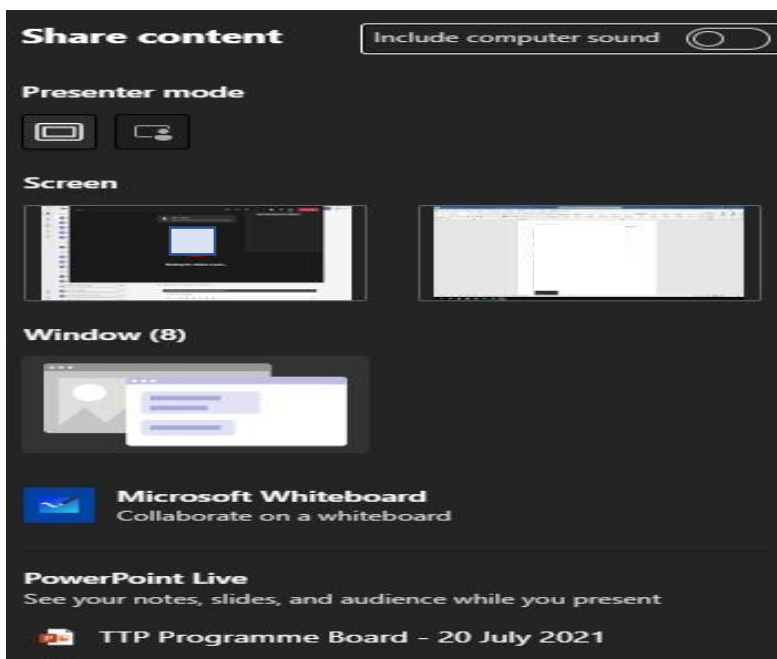 Share content
Include computer sound
Presenter mode
Screen
Window (8)
Microsoft Whiteboard
Collaborate on a whiteboard
PowerPoint Live
See your notes, slides, and audience while you present
TTP Programme Board - 20 July 2021